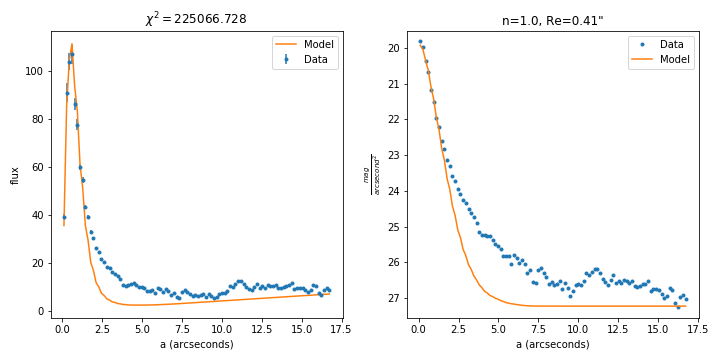 χ² = 225066.728
Model
Data
flux
100
80
60
40
20
0
0.0 2.5 5.0 7.5 10.0 12.5 15.0 17.5
a (arcseconds)
n=1.0, Re=0.41"
Data
Model
mag/arcsecond²
20
21
22
23
24
25
26
27
0.0 2.5 5.0 7.5 10.0 12.5 15.0 17.5
a (arcseconds)